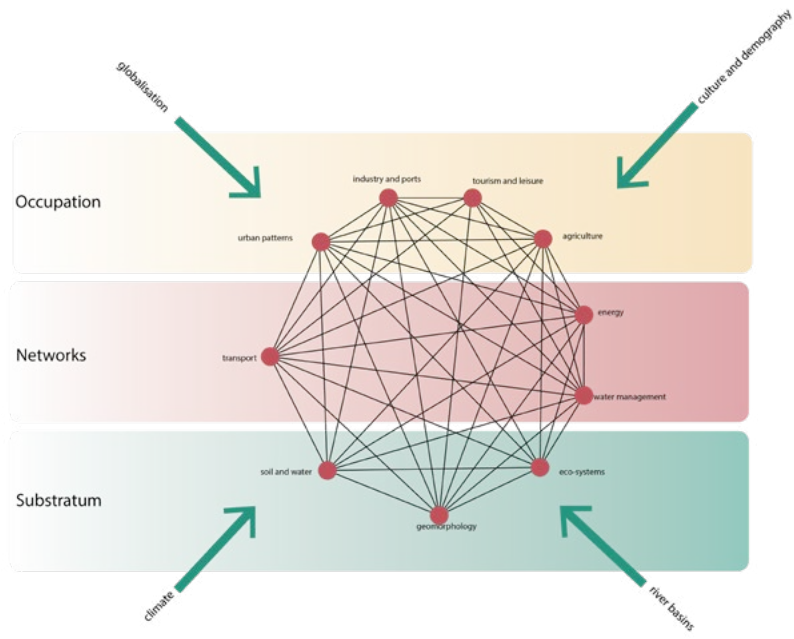 globalisation
culture and demography
Occupation
industry and ports
tourism and leisure
urban patterns
agriculture
Networks
energy
transport
water management
Substratum
soil and water
eco-systems
geomorphology
climate
river basins